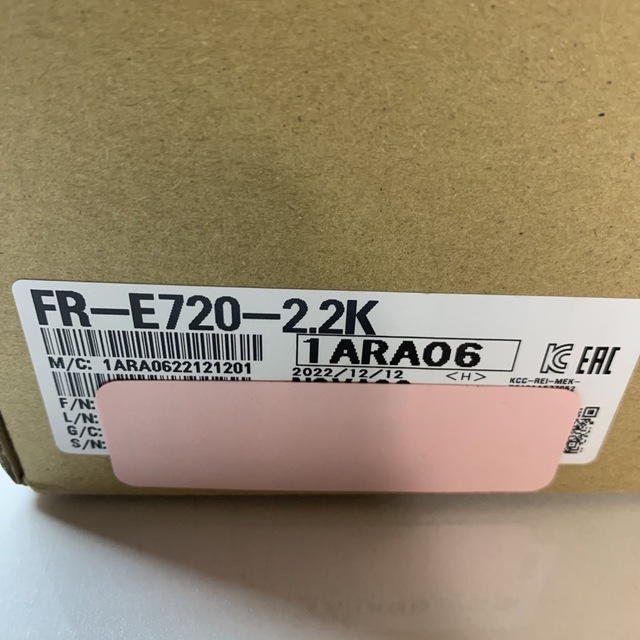 FR-E720-2.2K
1ARA06
M/C: 1ARA0622121201
2022/12/12
<H>
EAC
KCC-REI-MEK-
F/N:
L/N:
G/C:
S/N: